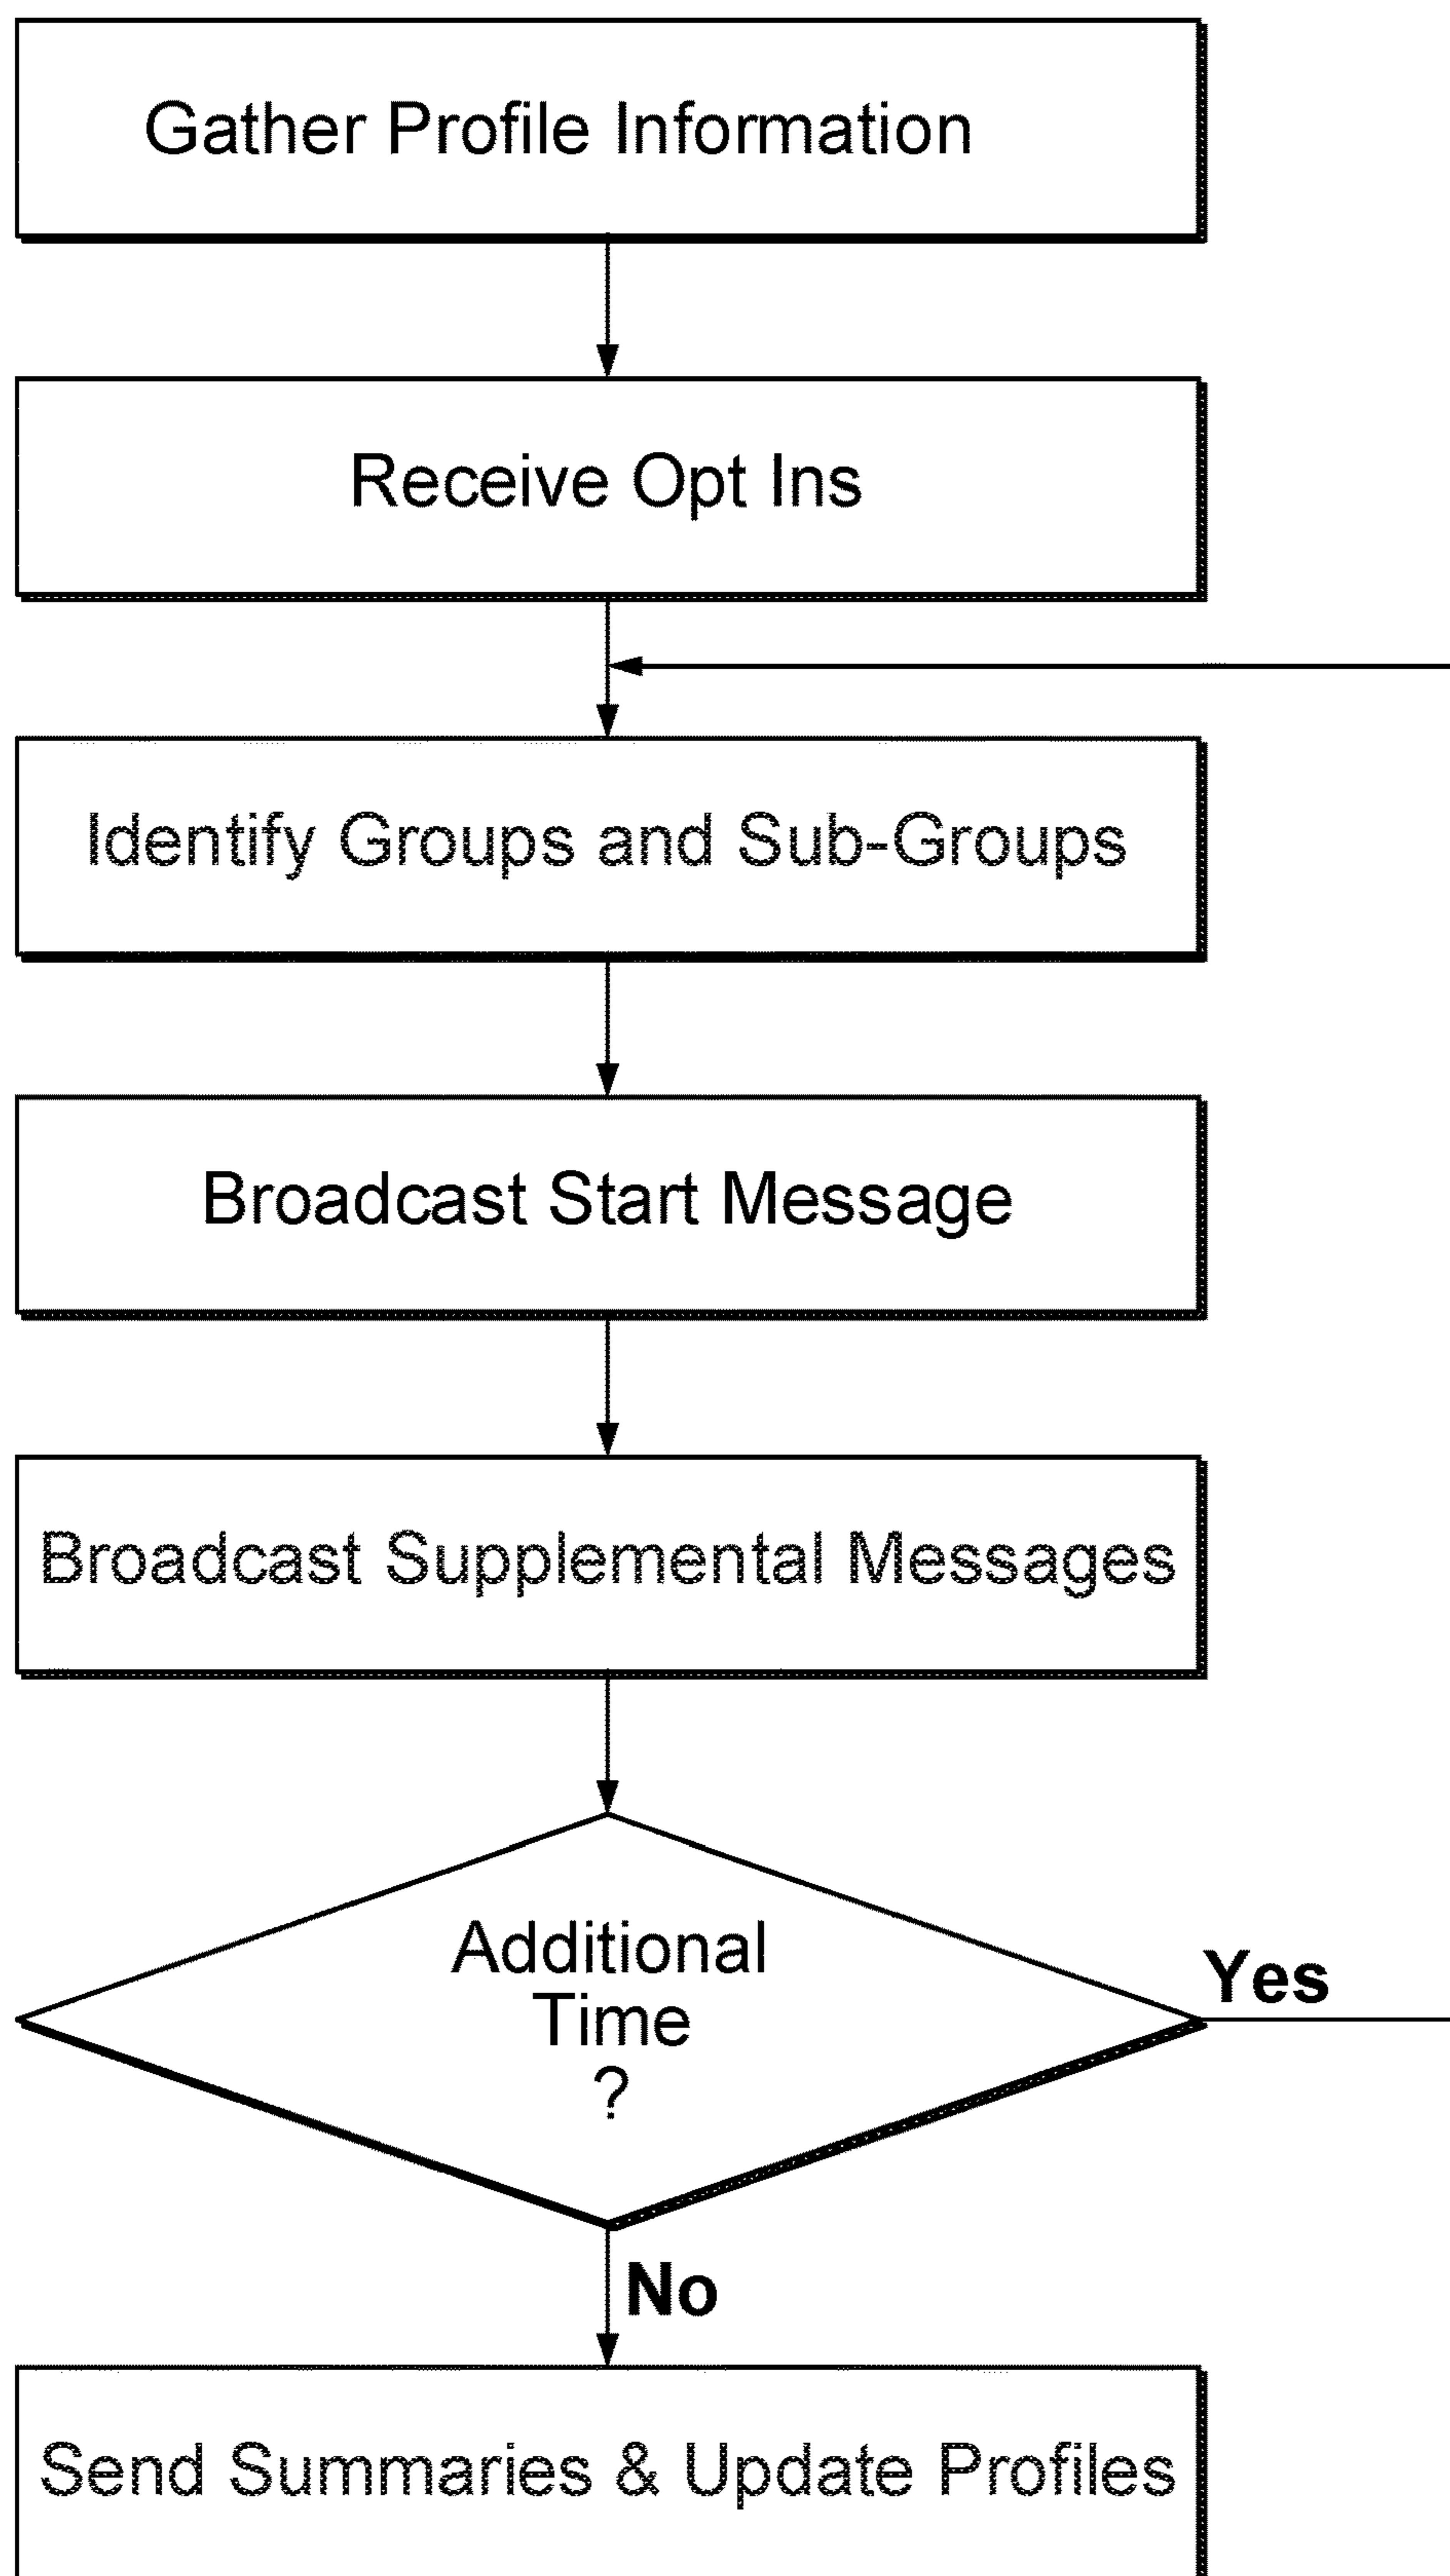 Gather Profile Information
Receive Opt Ins
Identify Groups and Sub-Groups
Broadcast Start Message
Broadcast Supplemental Messages
Additional
Time
?
Yes
No
Send Summaries & Update Profiles